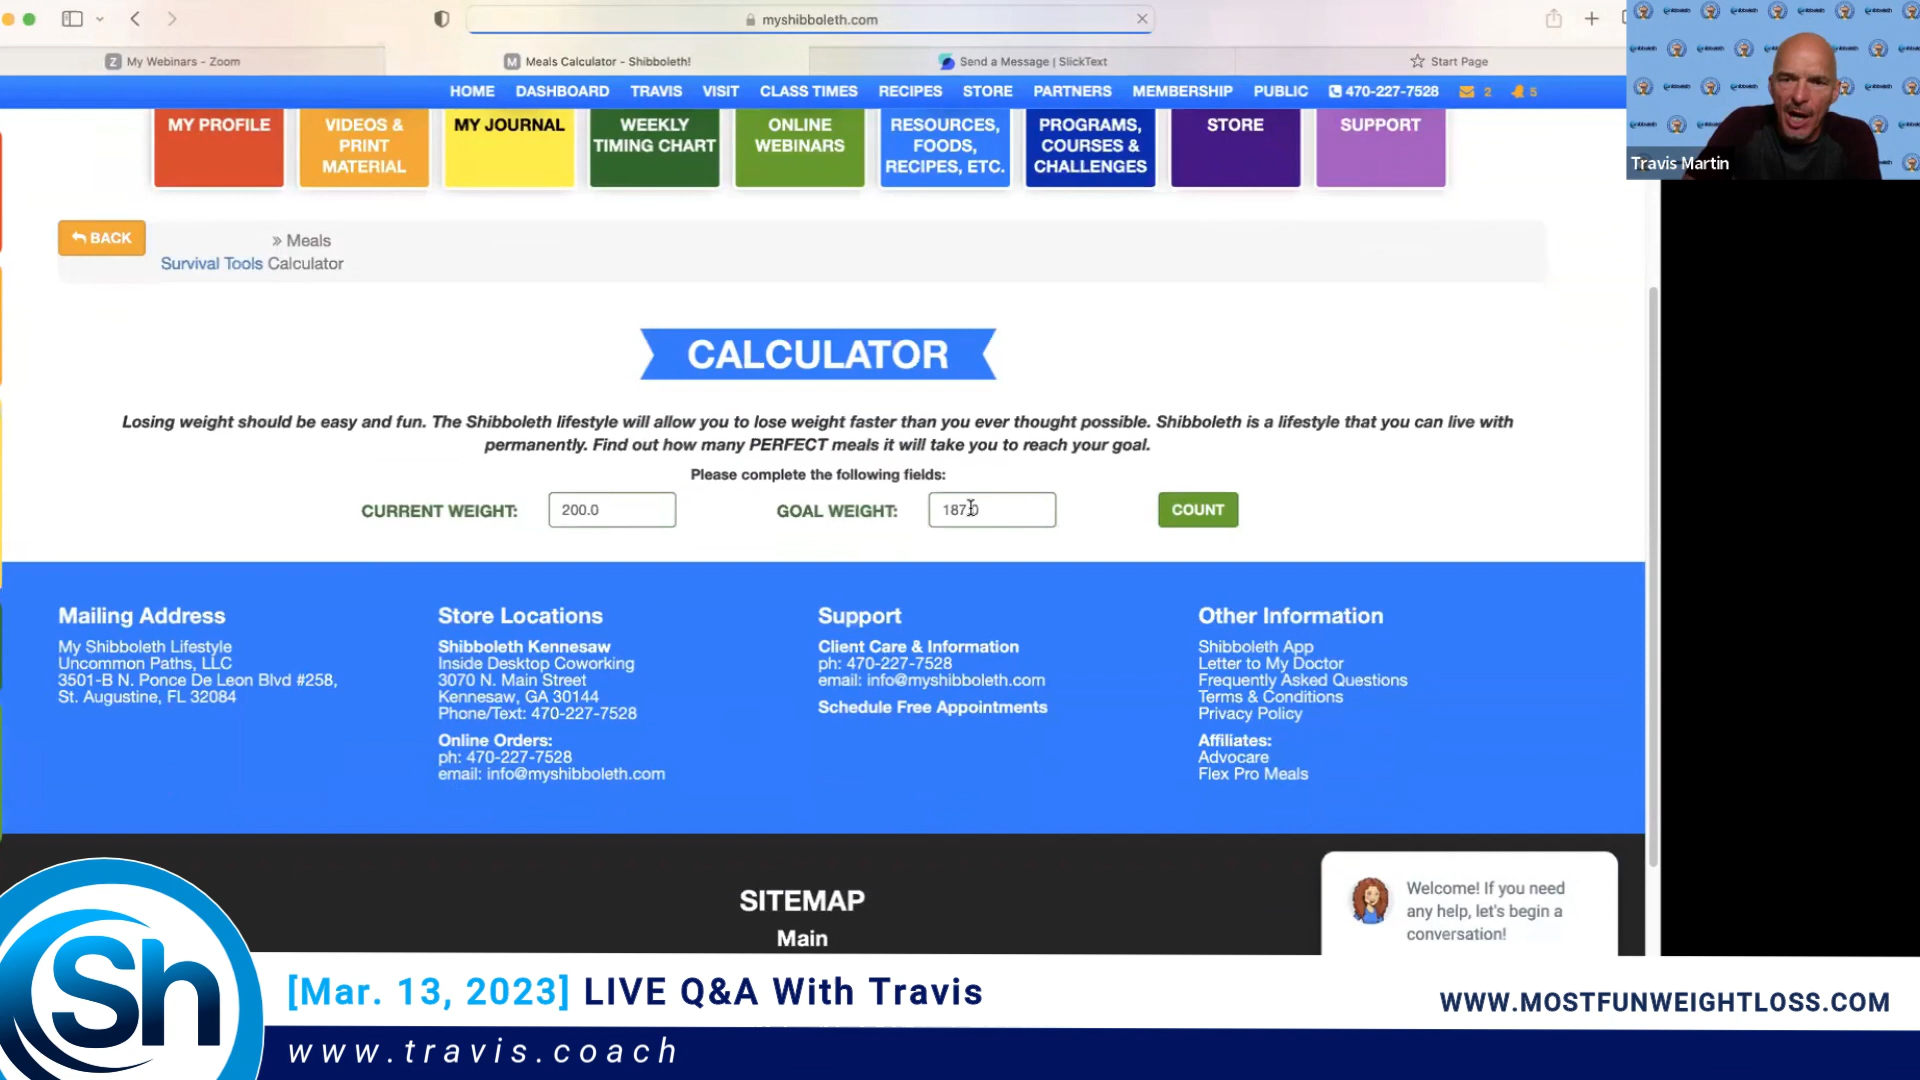 myshibboleth.com
My Webinars - Zoom
Meals Calculator - Shibboleth!
Send a Message | SlickText
Start Page
HOME DASHBOARD TRAVIS VISIT CLASS TIMES RECIPES STORE PARTNERS MEMBERSHIP PUBLIC 470-227-7528 2 5
MY PROFILE
VIDEOS &
PRINT
MATERIAL
MY JOURNAL
WEEKLY
TIMING CHART
ONLINE
WEBINARS
RESOURCES,
FOODS,
RECIPES, ETC.
PROGRAMS,
COURSES &
CHALLENGES
STORE
SUPPORT
Travis Martin
BACK
» Meals
Survival Tools Calculator
CALCULATOR
Losing weight should be easy and fun. The Shibboleth lifestyle will allow you to lose weight faster than you ever thought possible. Shibboleth is a lifestyle that you can live with
permanently. Find out how many PERFECT meals it will take you to reach your goal.
Please complete the following fields:
CURRENT WEIGHT: 200.0 GOAL WEIGHT: 187.0 COUNT
Mailing Address
My Shibboleth Lifestyle
Uncommon Paths, LLC
3501-B N. Ponce De Leon Blvd #258,
St. Augustine, FL 32084
Store Locations
Shibboleth Kennesaw
Inside Desktop Coworking
3070 N. Main Street
Kennesaw, GA 30144
Phone/Text: 470-227-7528
Online Orders:
ph: 470-227-7528
email: info@myshibboleth.com
Support
Client Care & Information
ph: 470-227-7528
email: info@myshibboleth.com
Schedule Free Appointments
Other Information
Shibboleth App
Letter to My Doctor
Frequently Asked Questions
Terms & Conditions
Privacy Policy
Affiliates:
Advocare
Flex Pro Meals
SITEMAP
Main
Welcome! If you need
any help, let's begin a
conversation!
Sh
[Mar. 13, 2023] LIVE Q&A With Travis
WWW.MOSTFUNWEIGHTLOSS.COM
www.travis.coach